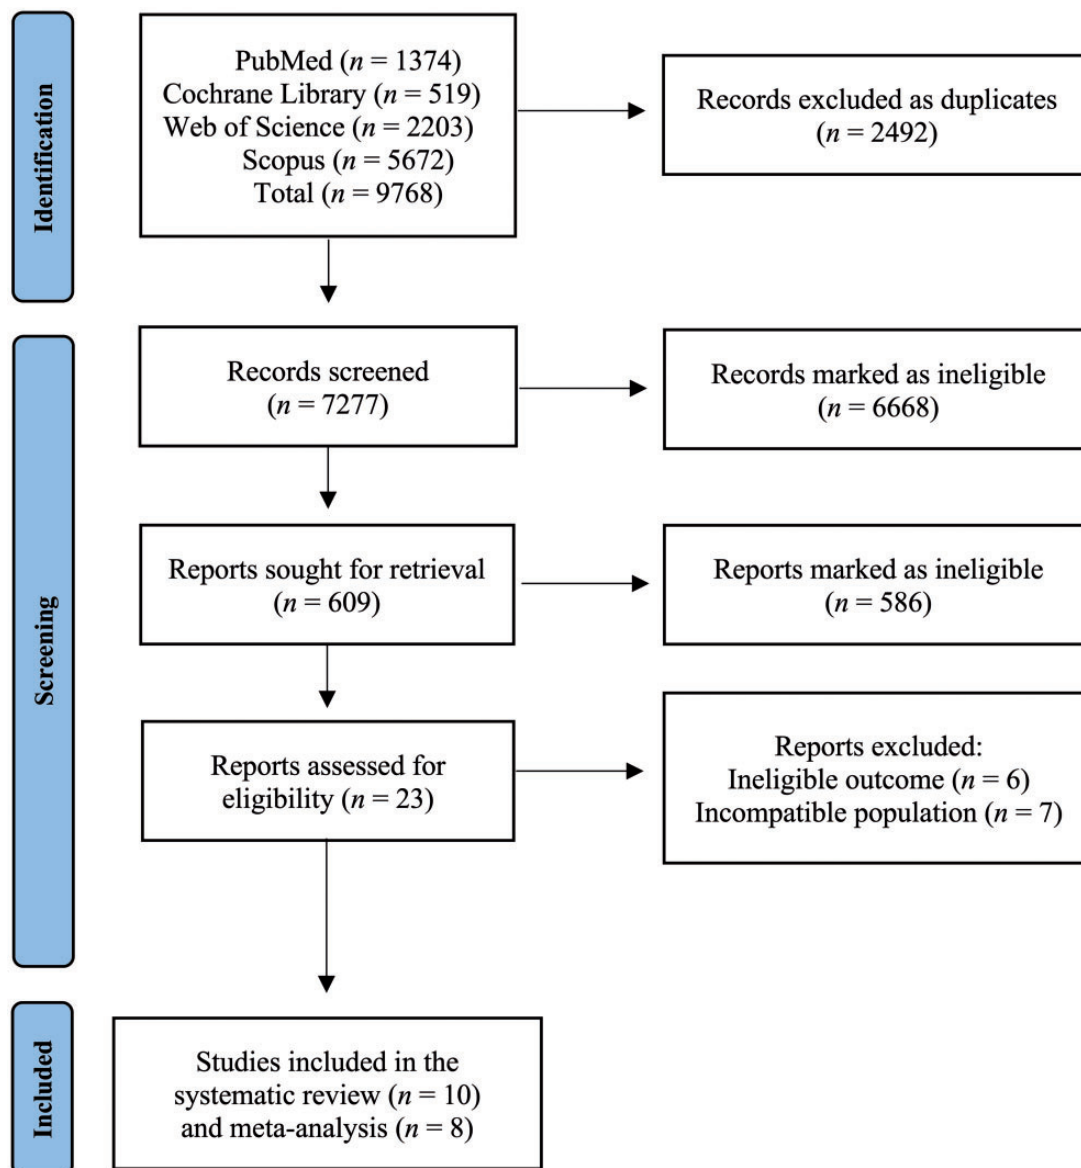 Identification
PubMed (n = 1374)
Cochrane Library (n = 519)
Web of Science (n = 2203)
Scopus (n = 5672)
Total (n = 9768)
Records excluded as duplicates
(n = 2492)
Screening
Records screened
(n = 7277)
Records marked as ineligible
(n = 6668)
Reports sought for retrieval
(n = 609)
Reports marked as ineligible
(n = 586)
Reports assessed for
eligibility (n = 23)
Reports excluded:
Ineligible outcome (n = 6)
Incompatible population (n = 7)
Included
Studies included in the
systematic review (n = 10)
and meta-analysis (n = 8)